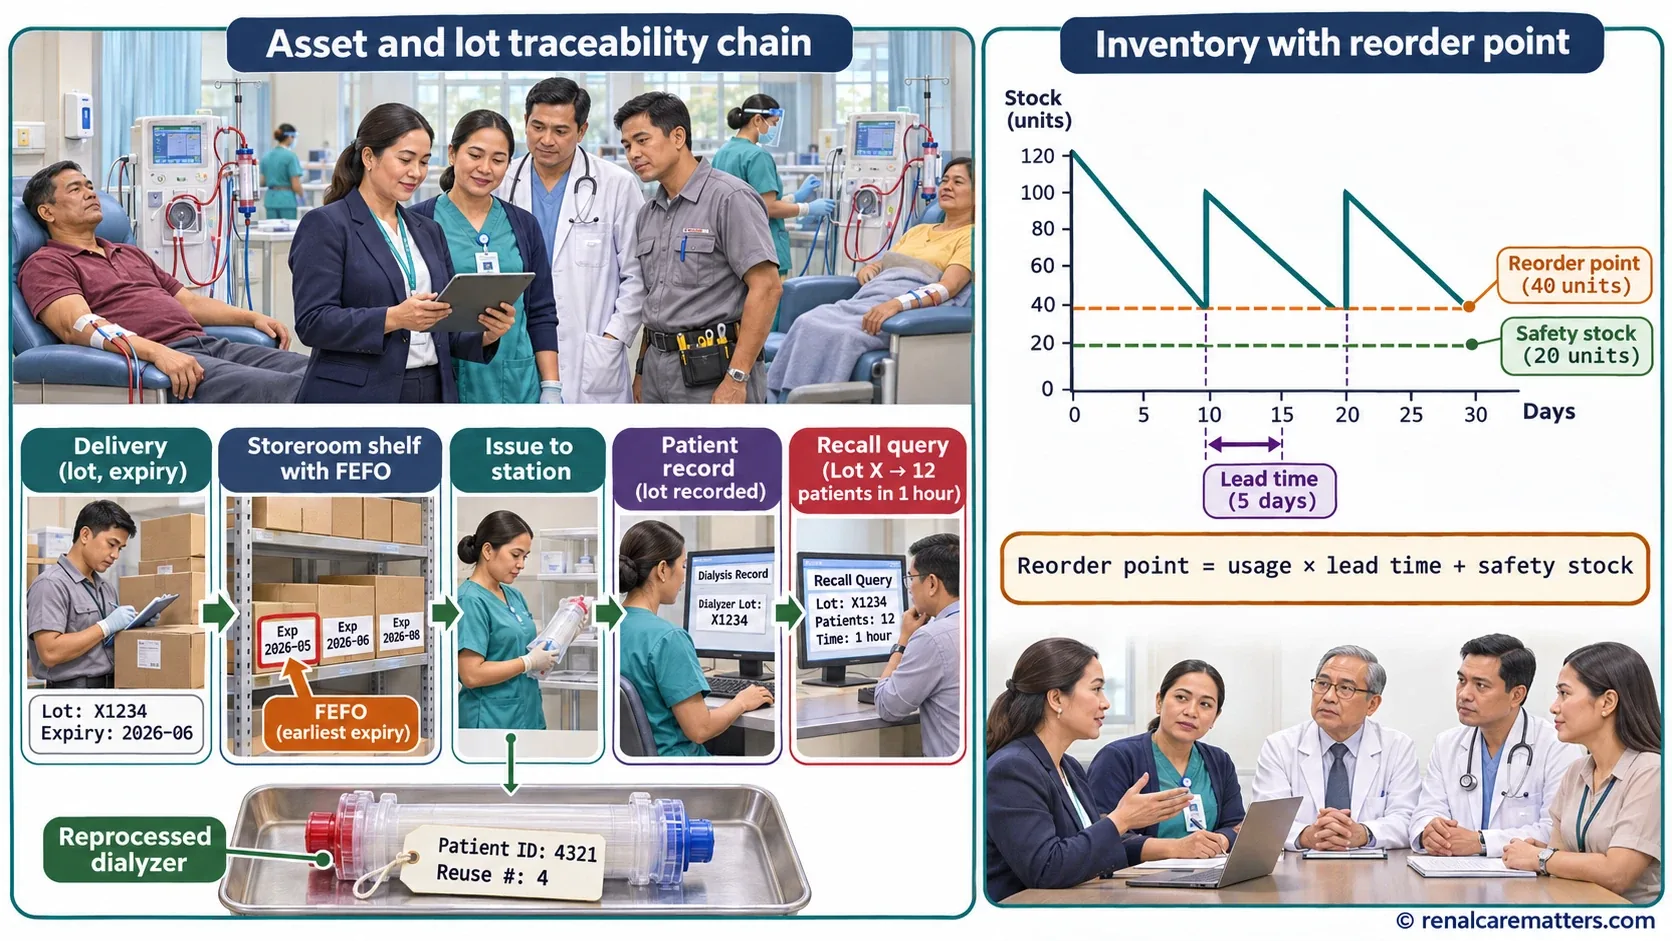 Asset and lot traceability chain
Delivery
(lot, expiry)
Lot: X1234
Expiry: 2026-06
Storeroom shelf
with FEFO
Exp
2026-05
Exp
2026-06
Exp
2026-08
FEFO
(earliest expiry)
Issue to
station
Patient
record
(lot recorded)
Dialysis Record
Dialyzer Lot:
X1234
Recall query
(Lot X → 12
patients in 1 hour)
Recall Query
Lot: X1234
Patients: 12
Time: 1 hour
Reprocessed
dialyzer
Patient ID: 4321
Reuse #: 4
Inventory with reorder point
Stock
(units)
120
100
80
60
40
20
0
0 5 10 15 20 25 30 Days
Reorder point
(40 units)
Safety stock
(20 units)
Lead time
(5 days)
Reorder point = usage × lead time + safety stock
© renalcarematters.com